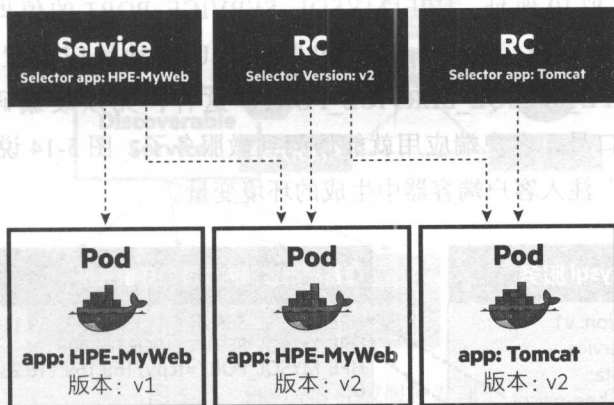 Service
Selector app: HPE-MyWeb
RC
Selector Version: v2
RC
Selector app: Tomcat
Pod
app: HPE-MyWeb
版本：v1
Pod
app: HPE-MyWeb
版本：v2
Pod
app: Tomcat
版本：v2